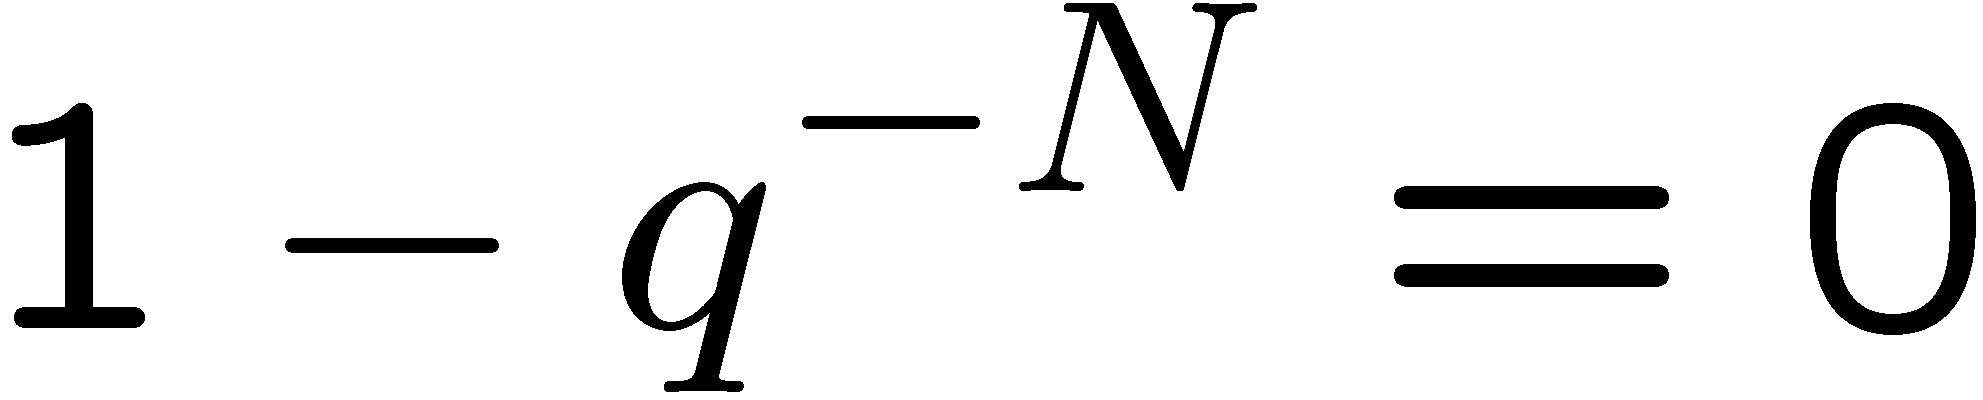 1 − q^{−N} = 0